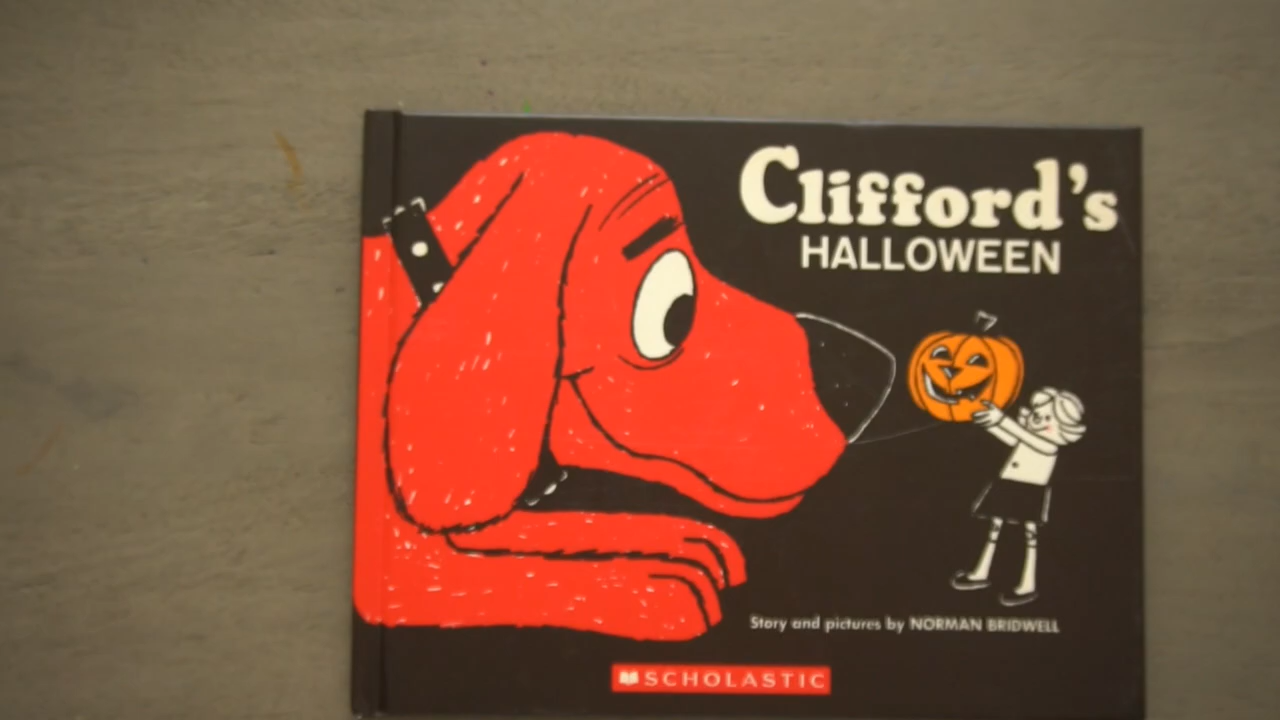 Clifford's
HALLOWEEN
Story and pictures by NORMAN BRIDWELL
SCHOLASTIC